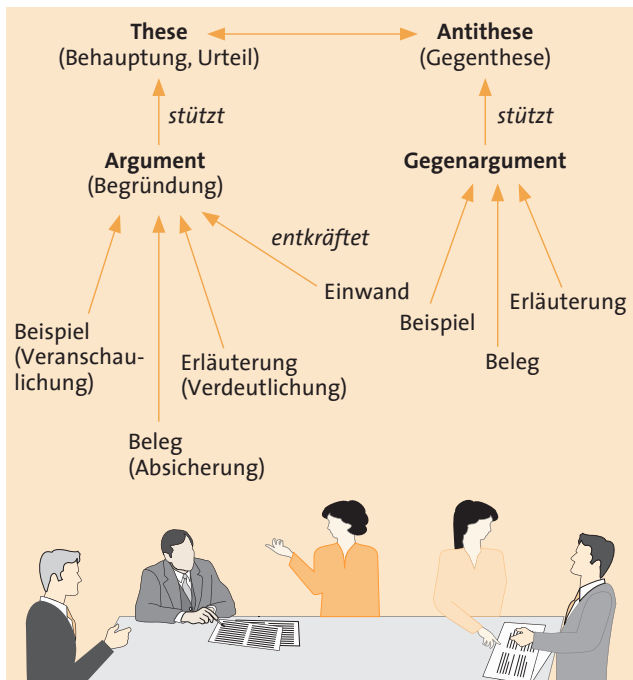 These
(Behauptung, Urteil)
Antithese
(Gegenthese)
stützt
stützt
Argument
(Begründung)
Gegenargument
entkräftet
Einwand
Beispiel
(Veranschau-
lichung)
Erläuterung
(Verdeutlichung)
Beleg
(Absicherung)
Beispiel
Beleg
Erläuterung